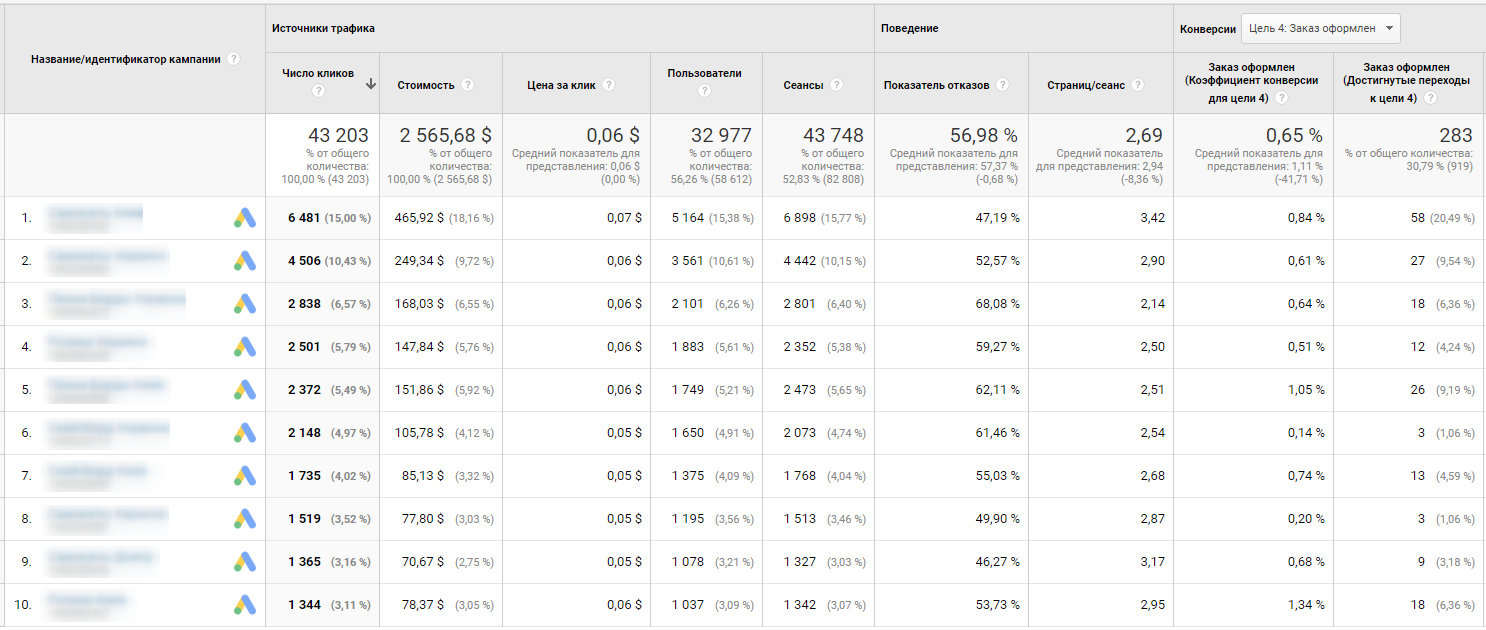 Название/идентификатор кампании ?
Источники трафика
Поведение
Конверсии Цель 4: Заказ оформлен
Число кликов ?
Стоимость ?
Цена за клик ?
Пользователи ?
Сеансы ?
Показатель отказов ?
Страниц/сеанс ?
Заказ оформлен
(Коэффициент конверсии
для цели 4) ?
Заказ оформлен
(Достигнутые переходы
к цели 4) ?
43 203
% от общего
количества:
100,00 % (43 203)
2 565,68 $
% от общего
количества:
100,00 % (2 565,68 $)
0,06 $
Средний показатель для
представления: 0,06 $
(0,00 %)
32 977
% от общего
количества:
56,26 % (58 612)
43 748
% от общего
количества:
52,83 % (82 808)
56,98 %
Средний показатель для
представления: 57,37 %
(-0,68 %)
2,69
Средний показатель
для представления: 2,94
(-8,36 %)
0,65 %
Средний показатель для
представления: 1,11 %
(-41,71 %)
283
% от общего количества:
30,79 % (919)
1. 6 481 (15,00 %) 465,92 $ (18,16 %) 0,07 $ 5 164 (15,38 %) 6 898 (15,77 %) 47,19 % 3,42 0,84 % 58 (20,49 %)
2. 4 506 (10,43 %) 249,34 $ (9,72 %) 0,06 $ 3 561 (10,61 %) 4 442 (10,15 %) 52,57 % 2,90 0,61 % 27 (9,54 %)
3. 2 838 (6,57 %) 168,03 $ (6,55 %) 0,06 $ 2 101 (6,26 %) 2 801 (6,40 %) 68,08 % 2,14 0,64 % 18 (6,36 %)
4. 2 501 (5,79 %) 147,84 $ (5,76 %) 0,06 $ 1 883 (5,61 %) 2 352 (5,38 %) 59,27 % 2,50 0,51 % 12 (4,24 %)
5. 2 372 (5,49 %) 151,86 $ (5,92 %) 0,06 $ 1 749 (5,21 %) 2 473 (5,65 %) 62,11 % 2,51 1,05 % 26 (9,19 %)
6. 2 148 (4,97 %) 105,78 $ (4,12 %) 0,05 $ 1 650 (4,91 %) 2 073 (4,74 %) 61,46 % 2,54 0,14 % 3 (1,06 %)
7. 1 735 (4,02 %) 85,13 $ (3,32 %) 0,05 $ 1 375 (4,09 %) 1 768 (4,04 %) 55,03 % 2,68 0,74 % 13 (4,59 %)
8. 1 519 (3,52 %) 77,80 $ (3,03 %) 0,05 $ 1 195 (3,56 %) 1 513 (3,46 %) 49,90 % 2,87 0,20 % 3 (1,06 %)
9. 1 365 (3,16 %) 70,67 $ (2,75 %) 0,05 $ 1 078 (3,21 %) 1 327 (3,03 %) 46,27 % 3,17 0,68 % 9 (3,18 %)
10. 1 344 (3,11 %) 78,37 $ (3,05 %) 0,06 $ 1 037 (3,09 %) 1 342 (3,07 %) 53,73 % 2,95 1,34 % 18 (6,36 %)